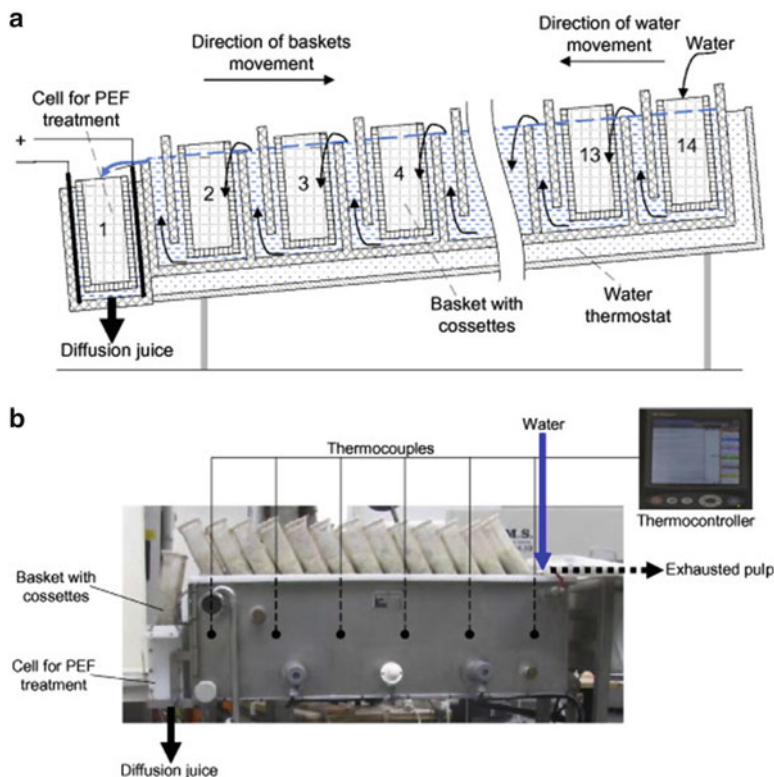 a
Direction of baskets
movement
Direction of water
movement
Water
Cell for PEF
treatment
+
-
1
2
3
4
13
14
Basket with
cossettes
Water
thermostat
Diffusion juice
b
Water
Thermocouples
Thermocontroller
M.S.
Exhausted pulp
Basket with
cossettes
Cell for PEF
treatment
Diffusion juice